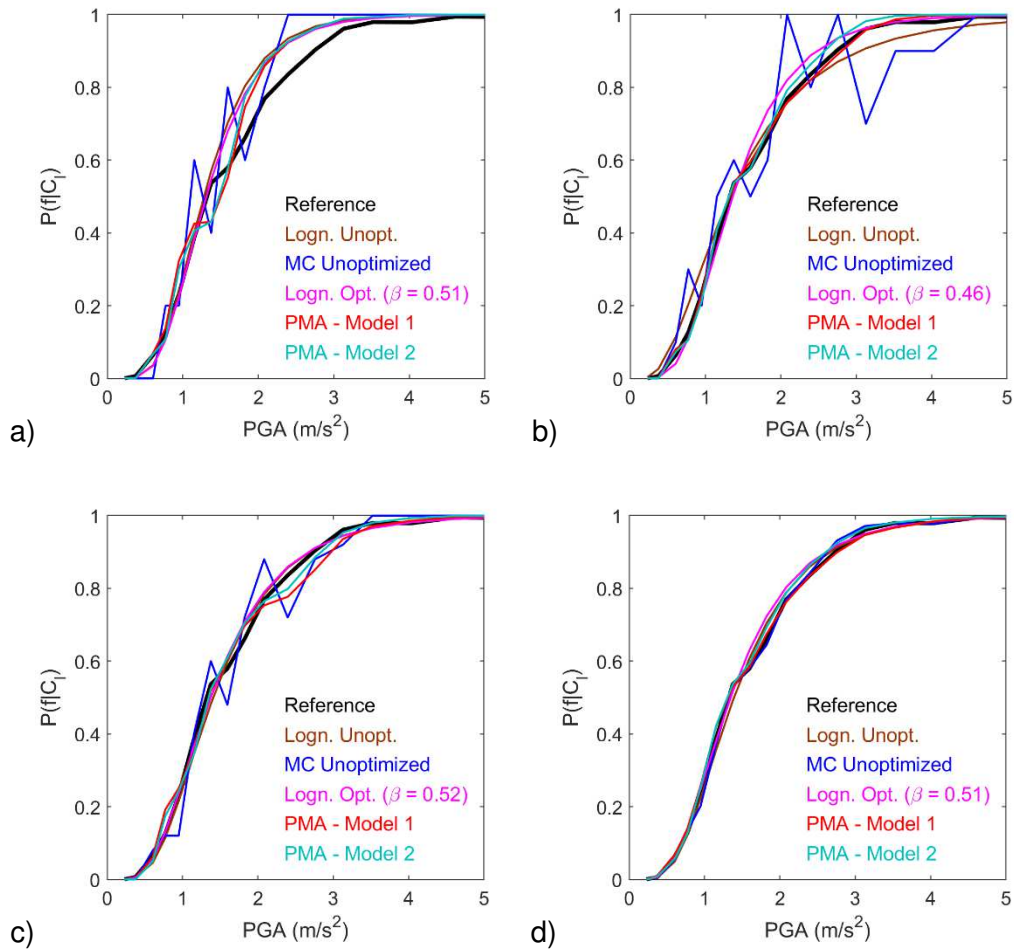 1
0.8
0.6
0.4
0.2
0
P(f|C_l)
Reference
Logn. Unopt.
MC Unoptimized
Logn. Opt. (β = 0.51)
PMA - Model 1
PMA - Model 2
0 1 2 3 4 5
PGA (m/s²)
a)
1
0.8
0.6
0.4
0.2
0
P(f|C_l)
Reference
Logn. Unopt.
MC Unoptimized
Logn. Opt. (β = 0.46)
PMA - Model 1
PMA - Model 2
0 1 2 3 4 5
PGA (m/s²)
b)
1
0.8
0.6
0.4
0.2
0
P(f|C_l)
Reference
Logn. Unopt.
MC Unoptimized
Logn. Opt. (β = 0.52)
PMA - Model 1
PMA - Model 2
0 1 2 3 4 5
PGA (m/s²)
c)
1
0.8
0.6
0.4
0.2
0
P(f|C_l)
Reference
Logn. Unopt.
MC Unoptimized
Logn. Opt. (β = 0.51)
PMA - Model 1
PMA - Model 2
0 1 2 3 4 5
PGA (m/s²)
d)